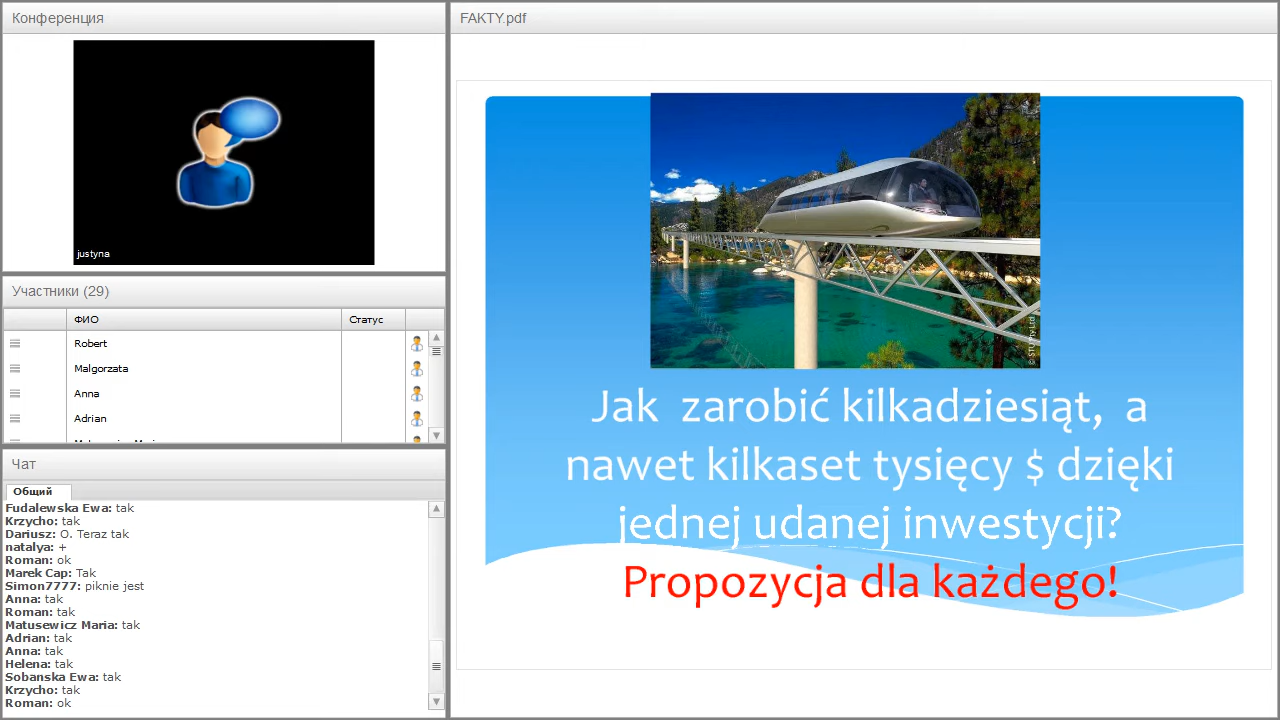 Конференция
justyna
Участники (29)
ФИО
Статус
Robert
Malgorzata
Anna
Adrian
Чат
Общий
Fudalewska Ewa: tak
Krzycho: tak
Dariusz: O. Teraz tak
natalya: +
Roman: ok
Marek Cap: Tak
Simon7777: piknie jest
Anna: tak
Roman: tak
Matusewicz Maria: tak
Adrian: tak
Anna: tak
Helena: tak
Sobanska Ewa: tak
Krzycho: tak
Roman: ok
FAKTY.pdf
Jak zarobić kilkadziesiąt, a
nawet kilkaset tysięcy $ dzięki
jednej udanej inwestycji?
Propozycja dla każdego!